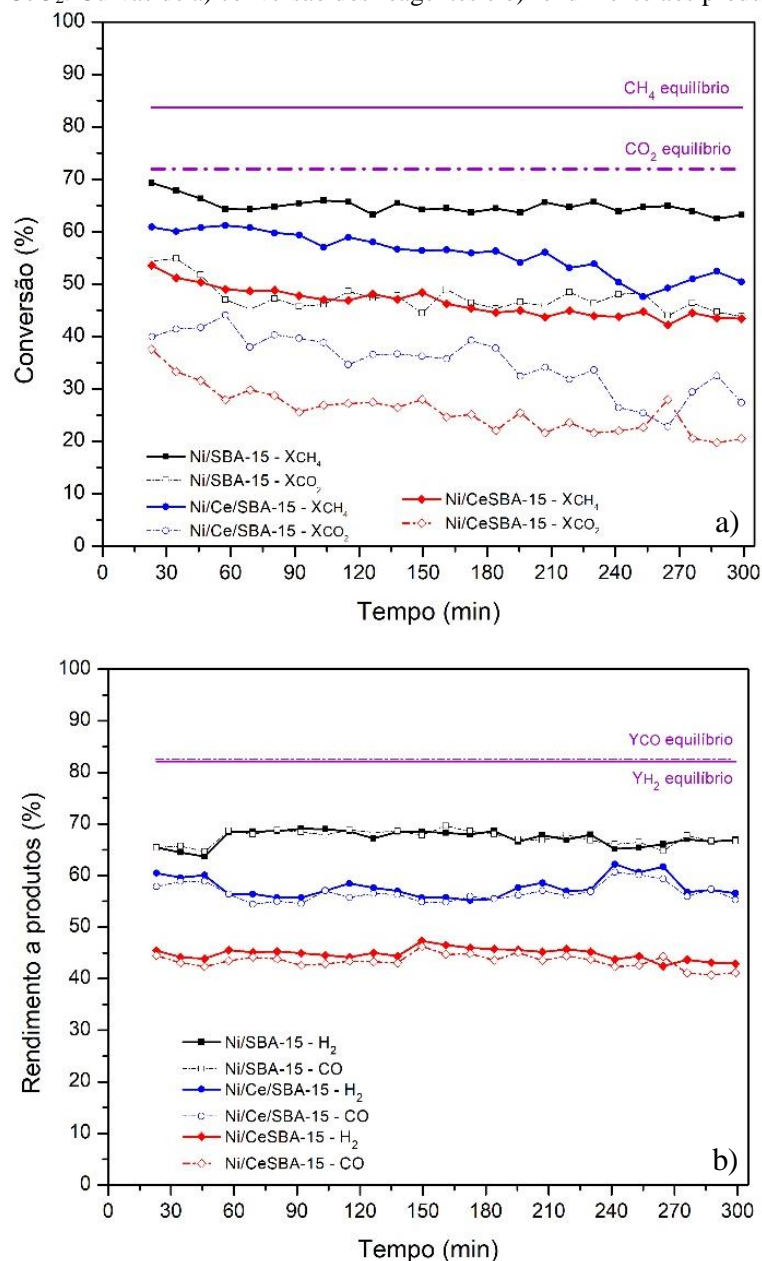 CH₄ equilíbrio
CO₂ equilíbrio
100
90
80
70
60
50
40
30
20
10
0
Conversão (%)
Ni/SBA-15 - XCH₄
Ni/SBA-15 - XCO₂
Ni/Ce/SBA-15 - XCH₄
Ni/Ce/SBA-15 - XCO₂
Ni/CeSBA-15 - XCH₄
Ni/CeSBA-15 - XCO₂
a)
0 30 60 90 120 150 180 210 240 270 300
Tempo (min)
YCO equilíbrio
YH₂ equilíbrio
100
90
80
70
60
50
40
30
20
10
0
Rendimento a produtos (%)
Ni/SBA-15 - H₂
Ni/SBA-15 - CO
Ni/Ce/SBA-15 - H₂
Ni/Ce/SBA-15 - CO
Ni/CeSBA-15 - H₂
Ni/CeSBA-15 - CO
b)
0 30 60 90 120 150 180 210 240 270 300
Tempo (min)